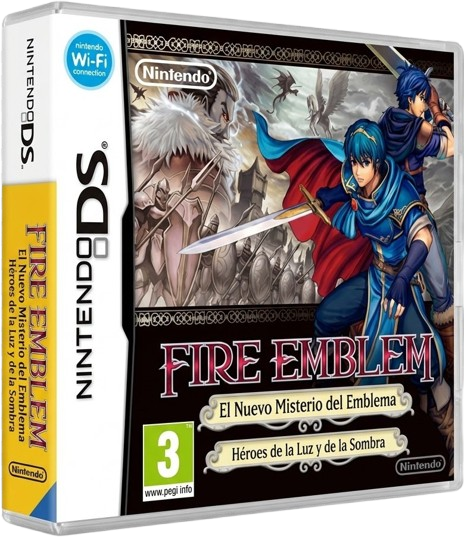 NINTENDO DS
FIRE EMBLEM
El Nuevo Misterio del Emblema
Héroes de la Luz y de la Sombra
Nintendo
nintendo
Wi-Fi
connection
NINTENDO DS®
Nintendo®
FIRE EMBLEM
El Nuevo Misterio del Emblema
Héroes de la Luz y de la Sombra
3
www.pegi.info
Nintendo